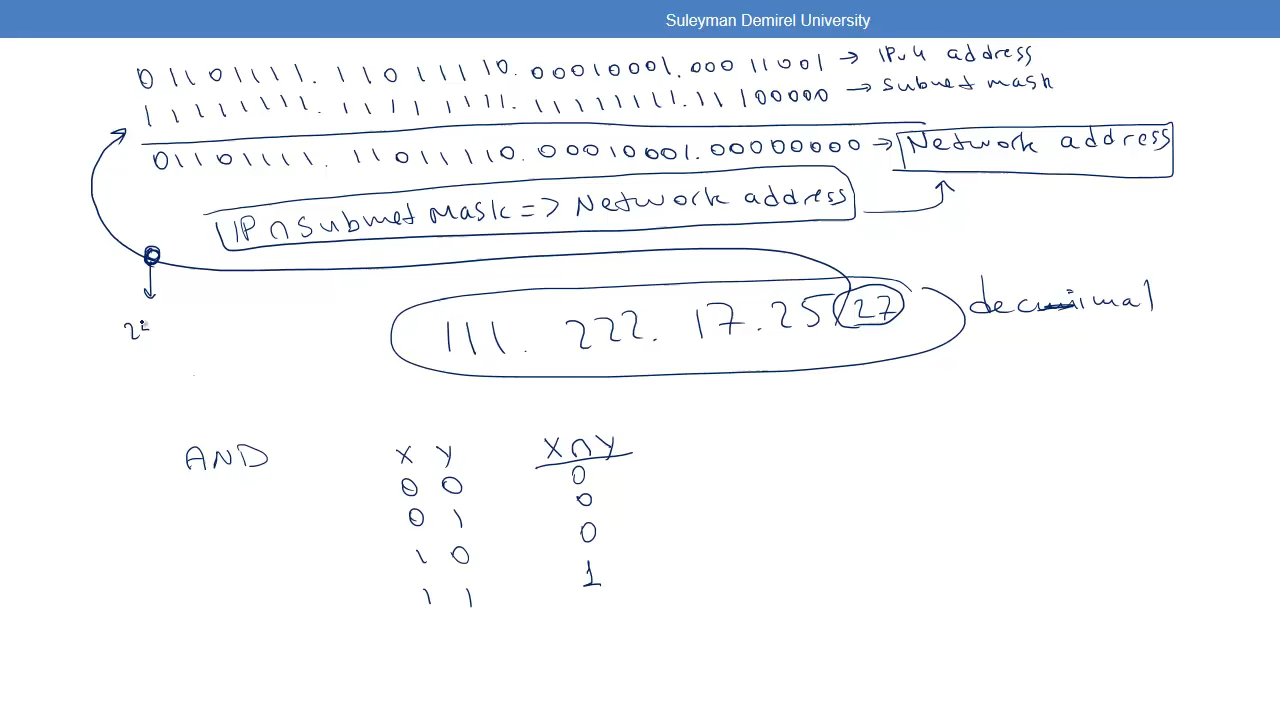 Suleyman Demirel University
01101111.11011110.00010001.00011001 → IPv4 address
11111111.11111111.11111111.11100000 → subnet mask
01101111.11011110.00010001.00000000 → Network address
IP ∩ Subnet Mask => Network address
111.222.17.25/27 decimal
AND X Y X∩Y
0 0 0
0 1 0
1 0 0
1 1 1